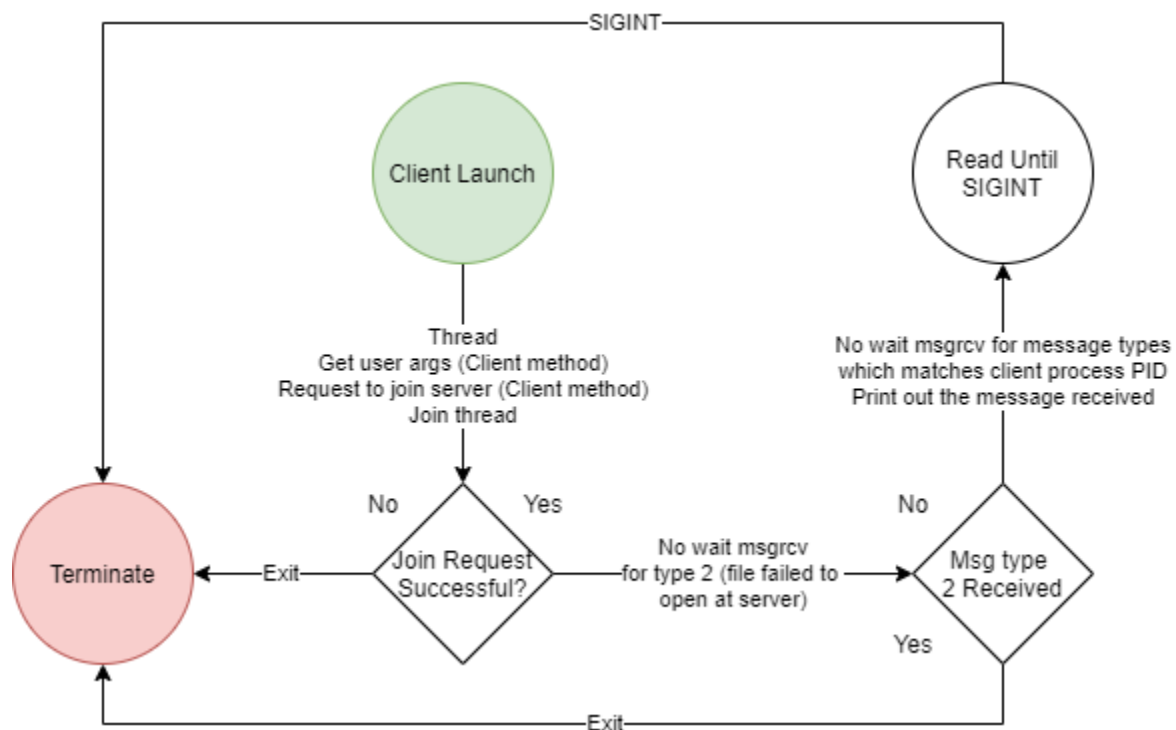 SIGINT
Client Launch
Read Until
SIGINT
Thread
Get user args (Client method)
Request to join server (Client method)
Join thread
No wait msgrcv for message types
which matches client process PID
Print out the message received
No
Yes
Terminate
Exit
Join Request
Successful?
No wait msgrcv
for type 2 (file failed to
open at server)
No
Msg type
2 Received
Yes
Exit